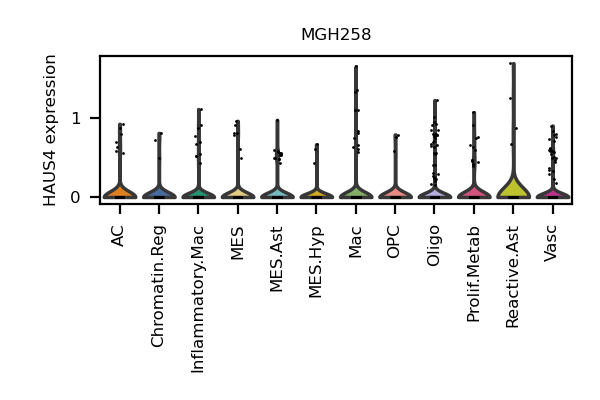 MGH258
HAUS4 expression
1
0
AC
Chromatin.Reg
Inflammatory.Mac
MES
MES.Ast
MES.Hyp
Mac
OPC
Oligo
Prolif.Metab
Reactive.Ast
Vasc